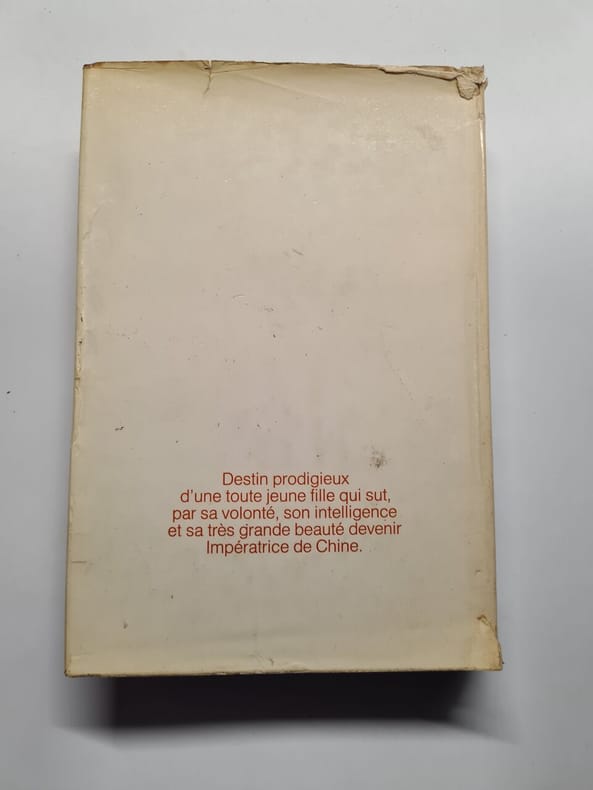 Destin prodigieux
d'une toute jeune fille qui sut,
par sa volonté, son intelligence
et sa très grande beauté devenir
Impératrice de Chine.